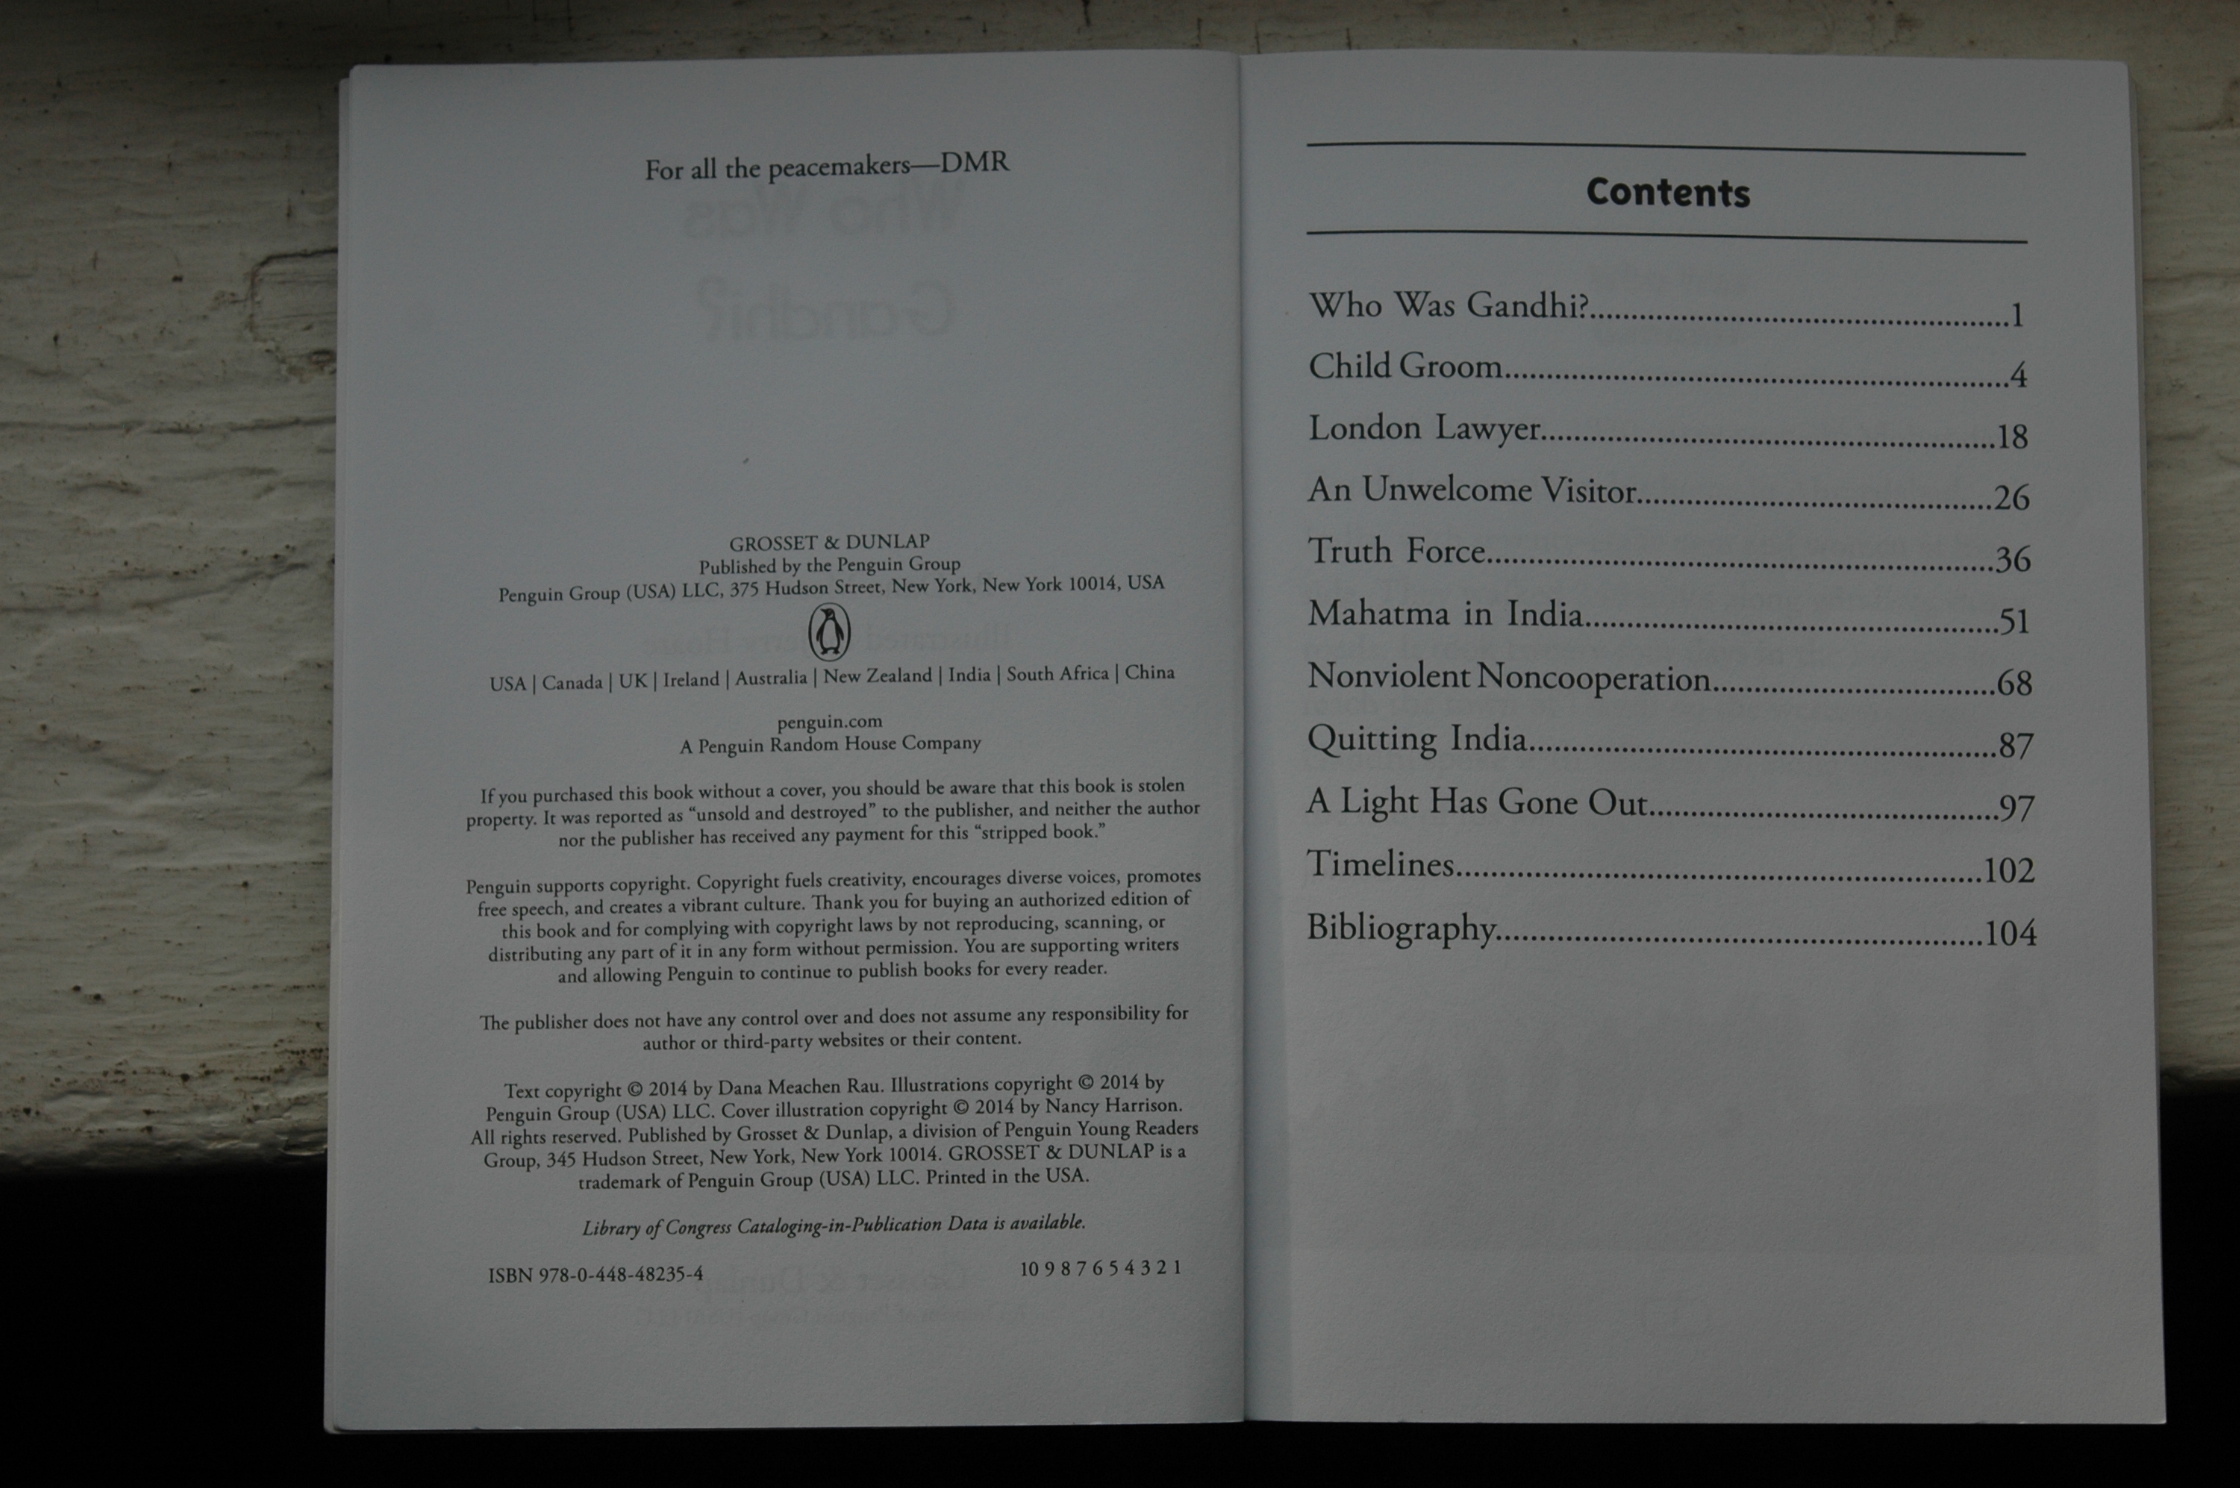 For all the peacemakers—DMR
GROSSET & DUNLAP
Published by the Penguin Group
Penguin Group (USA) LLC, 375 Hudson Street, New York, New York 10014, USA
USA | Canada | UK | Ireland | Australia | New Zealand | India | South Africa | China
penguin.com
A Penguin Random House Company
If you purchased this book without a cover, you should be aware that this book is stolen
property. It was reported as “unsold and destroyed” to the publisher, and neither the author
nor the publisher has received any payment for this “stripped book.”
Penguin supports copyright. Copyright fuels creativity, encourages diverse voices, promotes
free speech, and creates a vibrant culture. Thank you for buying an authorized edition of
this book and for complying with copyright laws by not reproducing, scanning, or
distributing any part of it in any form without permission. You are supporting writers
and allowing Penguin to continue to publish books for every reader.
The publisher does not have any control over and does not assume any responsibility for
author or third-party websites or their content.
Text copyright © 2014 by Dana Meachen Rau. Illustrations copyright © 2014 by
Penguin Group (USA) LLC. Cover illustration copyright © 2014 by Nancy Harrison.
All rights reserved. Published by Grosset & Dunlap, a division of Penguin Young Readers
Group, 345 Hudson Street, New York, New York 10014. GROSSET & DUNLAP is a
trademark of Penguin Group (USA) LLC. Printed in the USA.
Library of Congress Cataloging-in-Publication Data is available.
ISBN 978-0-448-48235-4 10 9 8 7 6 5 4 3 2 1
Contents
Who Was Gandhi?........1
Child Groom........4
London Lawyer........18
An Unwelcome Visitor........26
Truth Force........36
Mahatma in India........51
Nonviolent Noncooperation........68
Quitting India........87
A Light Has Gone Out........97
Timelines........102
Bibliography........104